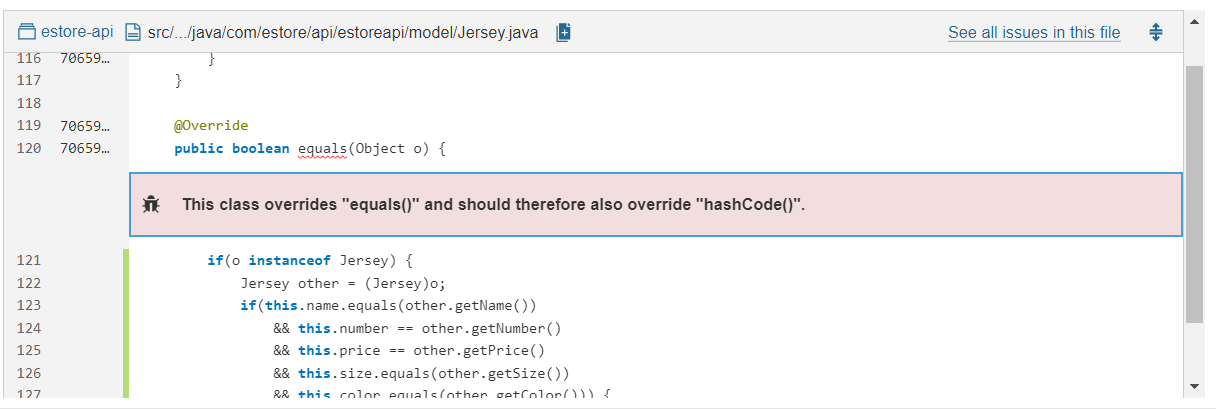 estore-api src/.../java/com/estore/api/estoreapi/model/Jersey.java See all issues in this file
116 70659... }
117 }
118
119 70659... @Override
120 70659... public boolean equals(Object o) {
This class overrides "equals()" and should therefore also override "hashCode()".
121 if(o instanceof Jersey) {
122 Jersey other = (Jersey)o;
123 if(this.name.equals(other.getName())
124 && this.number == other.getNumber()
125 && this.price == other.getPrice()
126 && this.size.equals(other.getSize())
127 && this.color.equals(other.getColor())) {